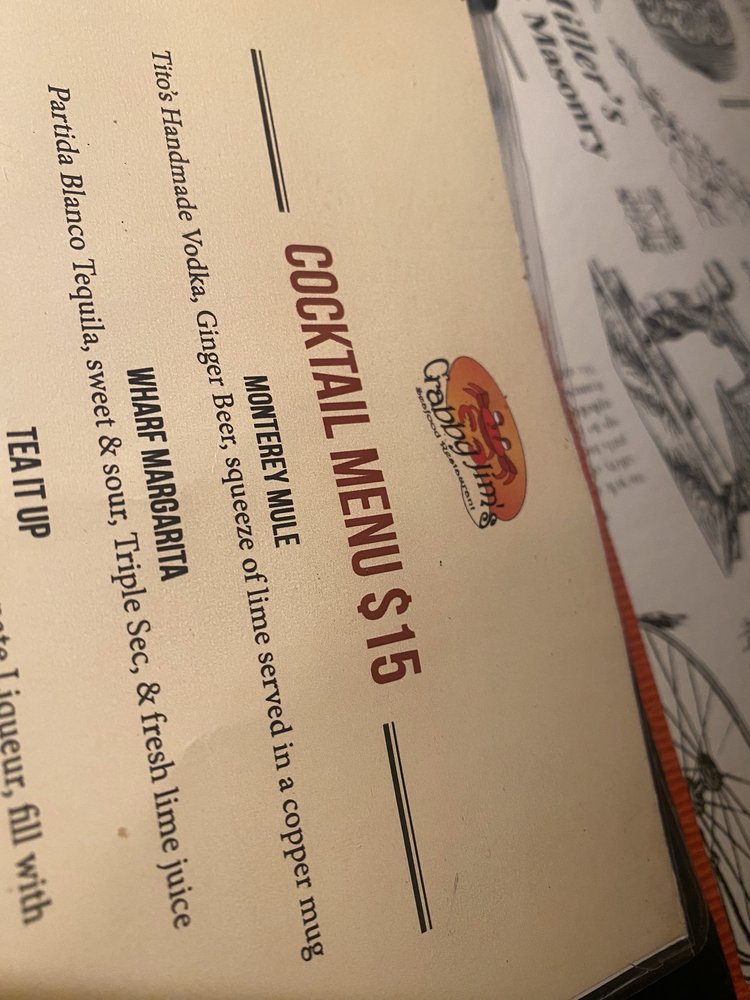 Miller's
Masonry
Crabby Jim's
Seafood Restaurant
COCKTAIL MENU $15
MONTEREY MULE
Tito's Handmade Vodka, Ginger Beer, squeeze of lime served in a copper mug
WHARF MARGARITA
Partida Blanco Tequila, sweet & sour, Triple Sec, & fresh lime juice
TEA IT UP
Liqueur, fill with